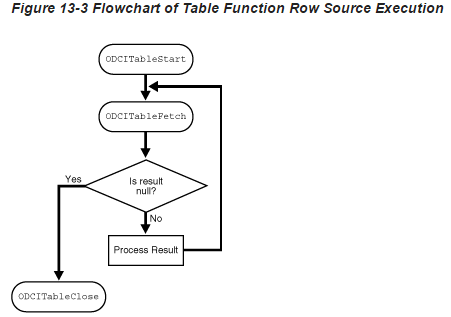 Figure 13-3 Flowchart of Table Function Row Source Execution
ODCITableStart
ODCITableFetch
Yes
Is result
null?
No
Process Result
ODCITableClose